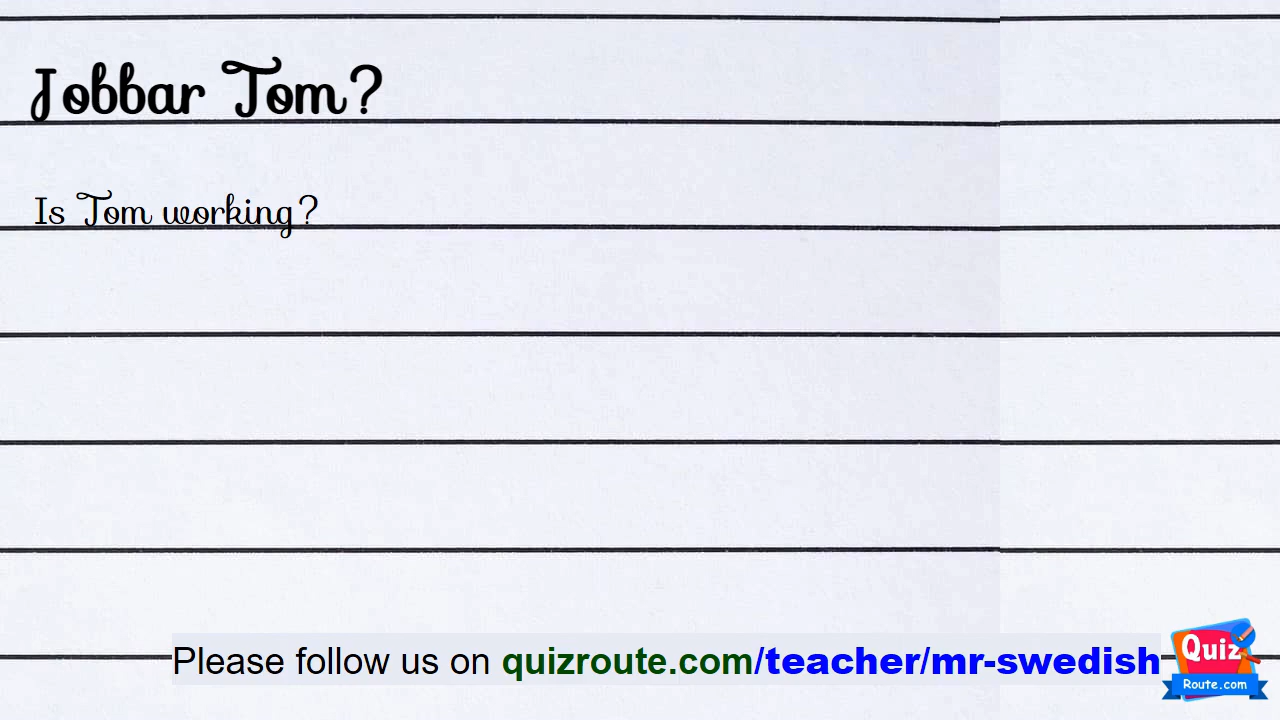 Jobbar Tom?
Is Tom working?
Please follow us on quizroute.com/teacher/mr-swedish
Quiz
Route.com